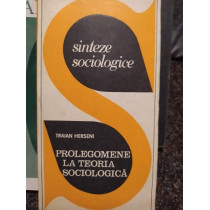 A
sinteze
sociologice
TRAIAN HERSENI
PROLEGOMENE
LA TEORIA
SOCIOLOGICĂ